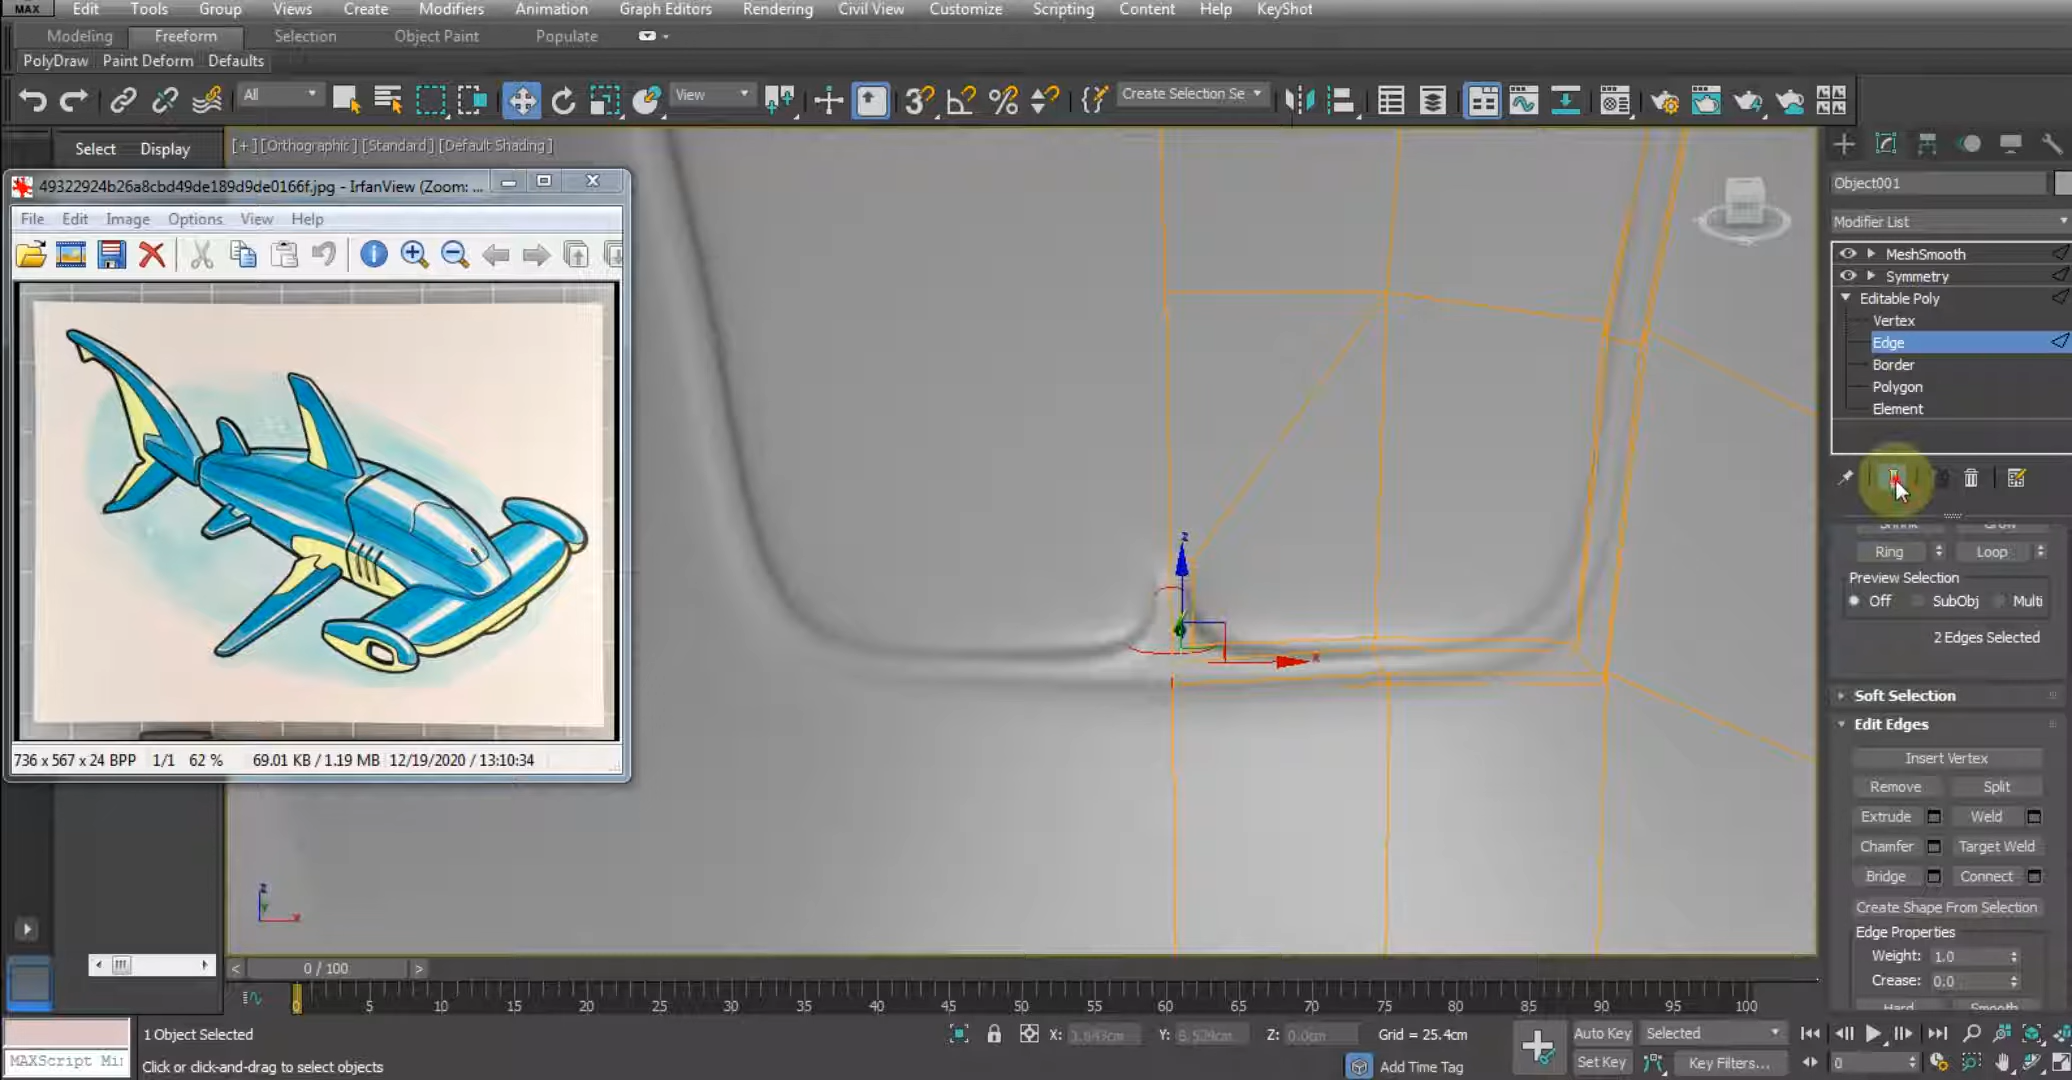 MAX Edit Tools Group Views Create Modifiers Animation Graph Editors Rendering Civil View Customize Scripting Content Help KeyShot
Modeling Freeform Selection Object Paint Populate
PolyDraw Paint Deform Defaults
All View Create Selection Se
Select Display
[+] [Orthographic] [Standard] [Default Shading]
49322924b26a8cbd49de189d9de0166f.jpg - IrfanView (Zoom: ...
File Edit Image Options View Help
736 x 567 x 24 BPP 1/1 62 % 69.01 KB / 1.19 MB 12/19/2020 / 13:10:34
z
x
z
x
Object001
Modifier List
MeshSmooth
Symmetry
Editable Poly
Vertex
Edge
Border
Polygon
Element
Shrink Grow
Ring Loop
Preview Selection
Off SubObj Multi
2 Edges Selected
Soft Selection
Edit Edges
Insert Vertex
Remove Split
Extrude Weld
Chamfer Target Weld
Bridge Connect
Create Shape From Selection
Edge Properties
Weight: 1.0
Crease: 0.0
Hard Smooth
< 0 / 100 >
0 5 10 15 20 25 30 35 40 45 50 55 60 65 70 75 80 85 90 95 100
1 Object Selected X: Y: Z: 0.0cm Grid = 25.4cm Auto Key Selected
MAXScript Mi Click or click-and-drag to select objects Add Time Tag Set Key Key Filters... 0